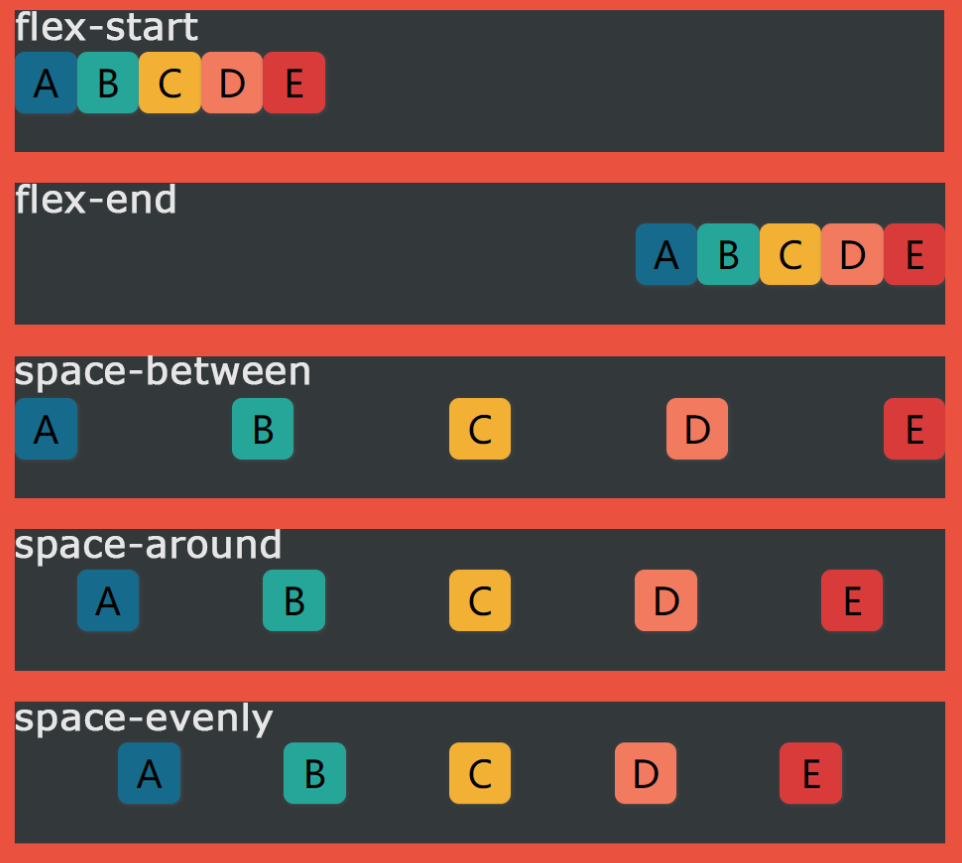 flex-start
A B C D E
flex-end
A B C D E
space-between
A B C D E
space-around
A B C D E
space-evenly
A B C D E